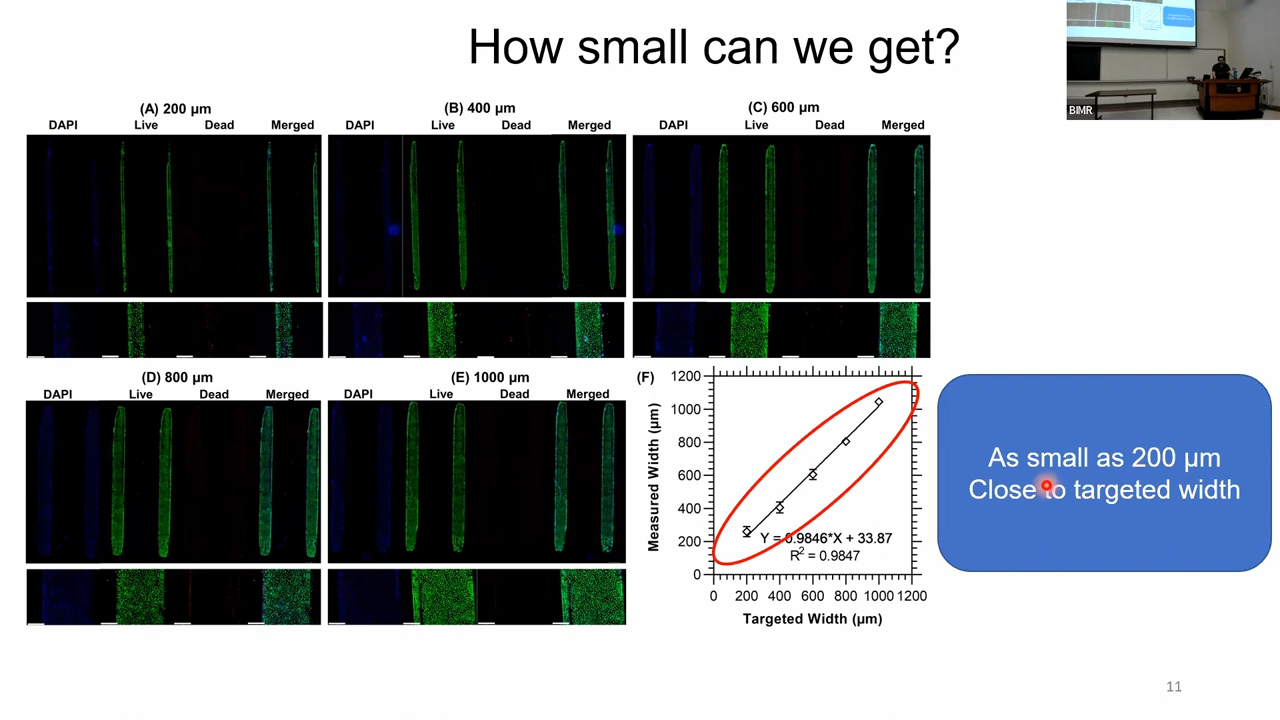 How small can we get?
BIMR
(A) 200 µm
DAPI Live Dead Merged
(B) 400 µm
DAPI Live Dead Merged
(C) 600 µm
DAPI Live Dead Merged
(D) 800 µm
DAPI Live Dead Merged
(E) 1000 µm
DAPI Live Dead Merged
(F)
Measured Width (µm)
1200
1000
800
600
400
200
0
Y = 0.9846*X + 33.87
R² = 0.9847
0 200 400 600 800 1000 1200
Targeted Width (µm)
As small as 200 µm
Close to targeted width
11